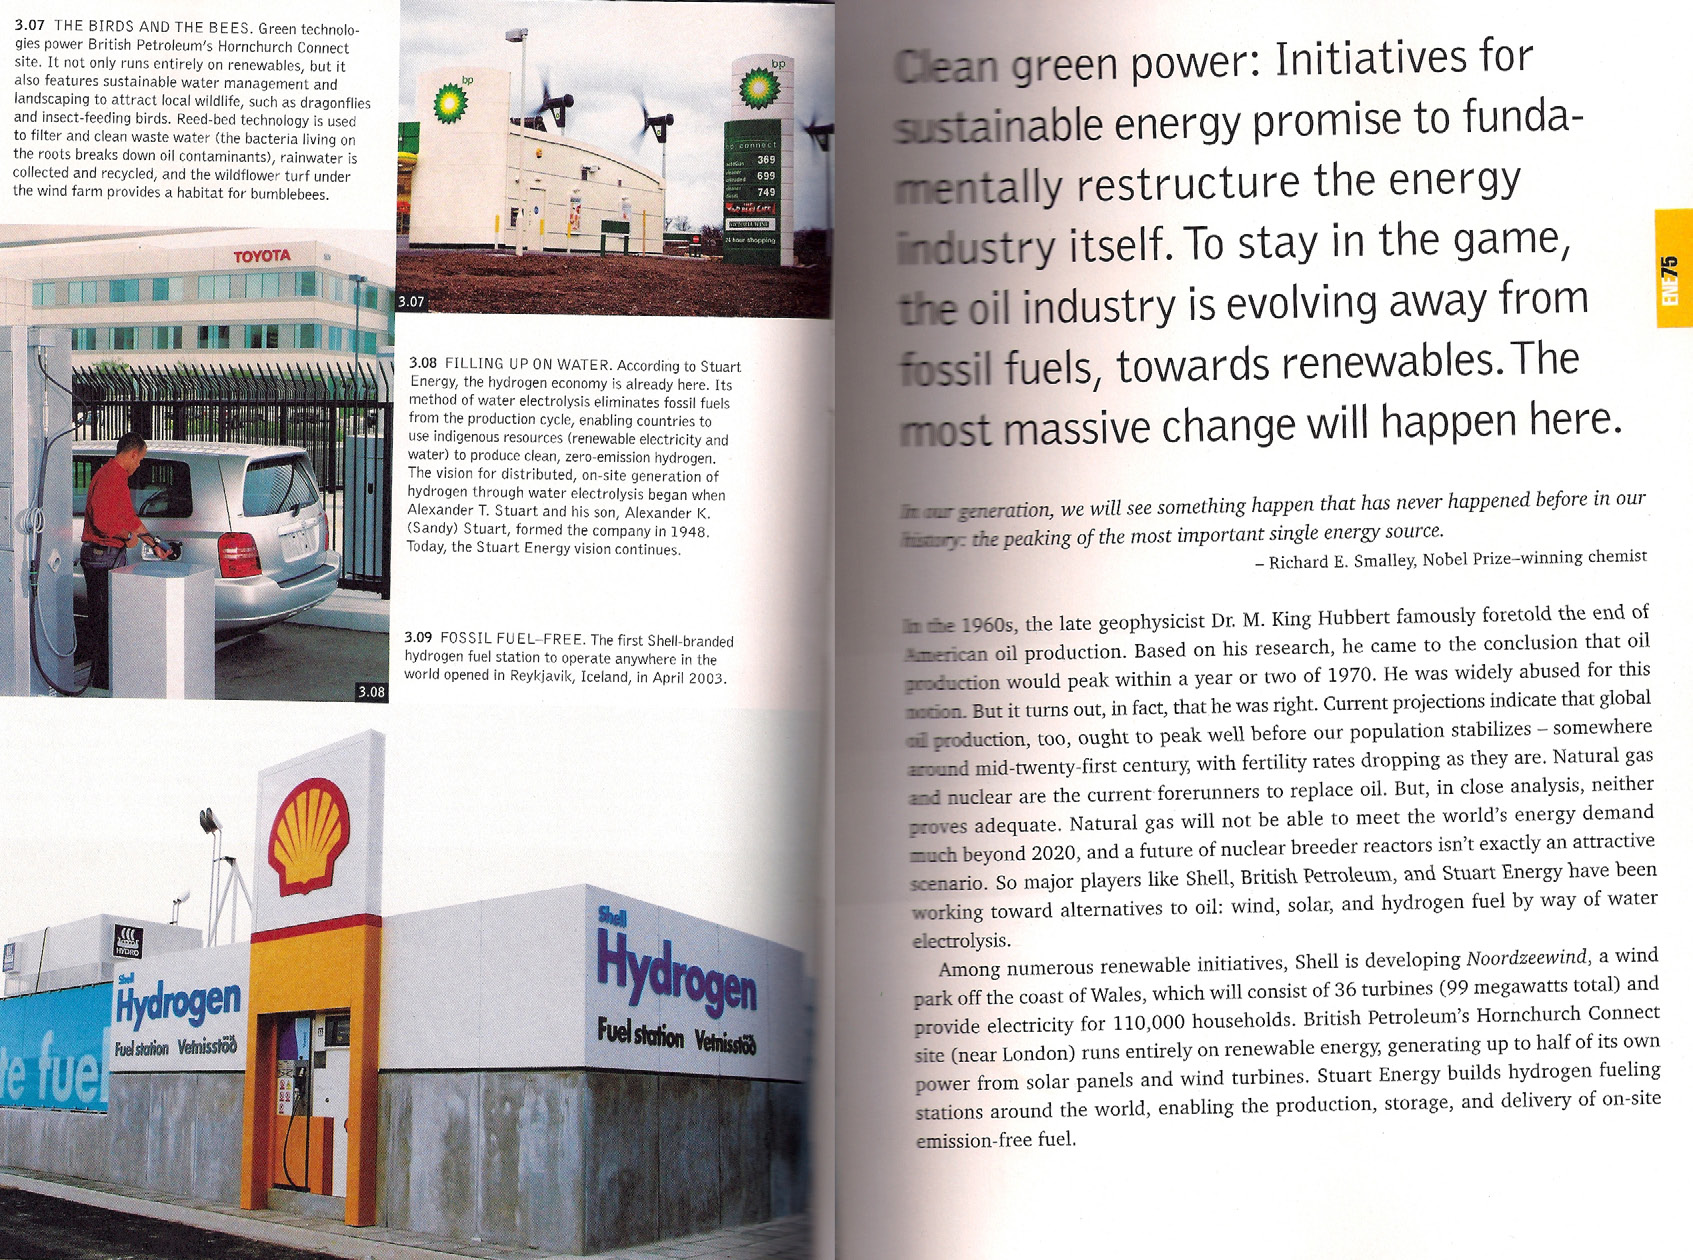 3.07 THE BIRDS AND THE BEES. Green technolo-
gies power British Petroleum's Hornchurch Connect
site. It not only runs entirely on renewables, but it
also features sustainable water management and
landscaping to attract local wildlife, such as dragonflies
and insect-feeding birds. Reed-bed technology is used
to filter and clean waste water (the bacteria living on
the roots breaks down oil contaminants), rainwater is
collected and recycled, and the wildflower turf under
the wind farm provides a habitat for bumblebees.
bp
bp
connect
369
699
749
24 hour shopping
3.07
TOYOTA
3.08
3.08 FILLING UP ON WATER. According to Stuart
Energy, the hydrogen economy is already here. Its
method of water electrolysis eliminates fossil fuels
from the production cycle, enabling countries to
use indigenous resources (renewable electricity and
water) to produce clean, zero-emission hydrogen.
The vision for distributed, on-site generation of
hydrogen through water electrolysis began when
Alexander T. Stuart and his son, Alexander K.
(Sandy) Stuart, formed the company in 1948.
Today, the Stuart Energy vision continues.
3.09 FOSSIL FUEL–FREE. The first Shell-branded
hydrogen fuel station to operate anywhere in the
world opened in Reykjavik, Iceland, in April 2003.
HYDRO
Shell
Hydrogen
Fuel station Vetnisstöð
te fuel
Shell
Hydrogen
Fuel station Vetnisstöð
Clean green power: Initiatives for
sustainable energy promise to funda-
mentally restructure the energy
industry itself. To stay in the game,
the oil industry is evolving away from
fossil fuels, towards renewables. The
most massive change will happen here.
ENE75
In our generation, we will see something happen that has never happened before in our
history: the peaking of the most important single energy source.
– Richard E. Smalley, Nobel Prize–winning chemist
In the 1960s, the late geophysicist Dr. M. King Hubbert famously foretold the end of
American oil production. Based on his research, he came to the conclusion that oil
production would peak within a year or two of 1970. He was widely abused for this
notion. But it turns out, in fact, that he was right. Current projections indicate that global
oil production, too, ought to peak well before our population stabilizes – somewhere
around mid-twenty-first century, with fertility rates dropping as they are. Natural gas
and nuclear are the current forerunners to replace oil. But, in close analysis, neither
proves adequate. Natural gas will not be able to meet the world's energy demand
much beyond 2020, and a future of nuclear breeder reactors isn't exactly an attractive
scenario. So major players like Shell, British Petroleum, and Stuart Energy have been
working toward alternatives to oil: wind, solar, and hydrogen fuel by way of water
electrolysis.
Among numerous renewable initiatives, Shell is developing Noordzeewind, a wind
park off the coast of Wales, which will consist of 36 turbines (99 megawatts total) and
provide electricity for 110,000 households. British Petroleum's Hornchurch Connect
site (near London) runs entirely on renewable energy, generating up to half of its own
power from solar panels and wind turbines. Stuart Energy builds hydrogen fueling
stations around the world, enabling the production, storage, and delivery of on-site
emission-free fuel.